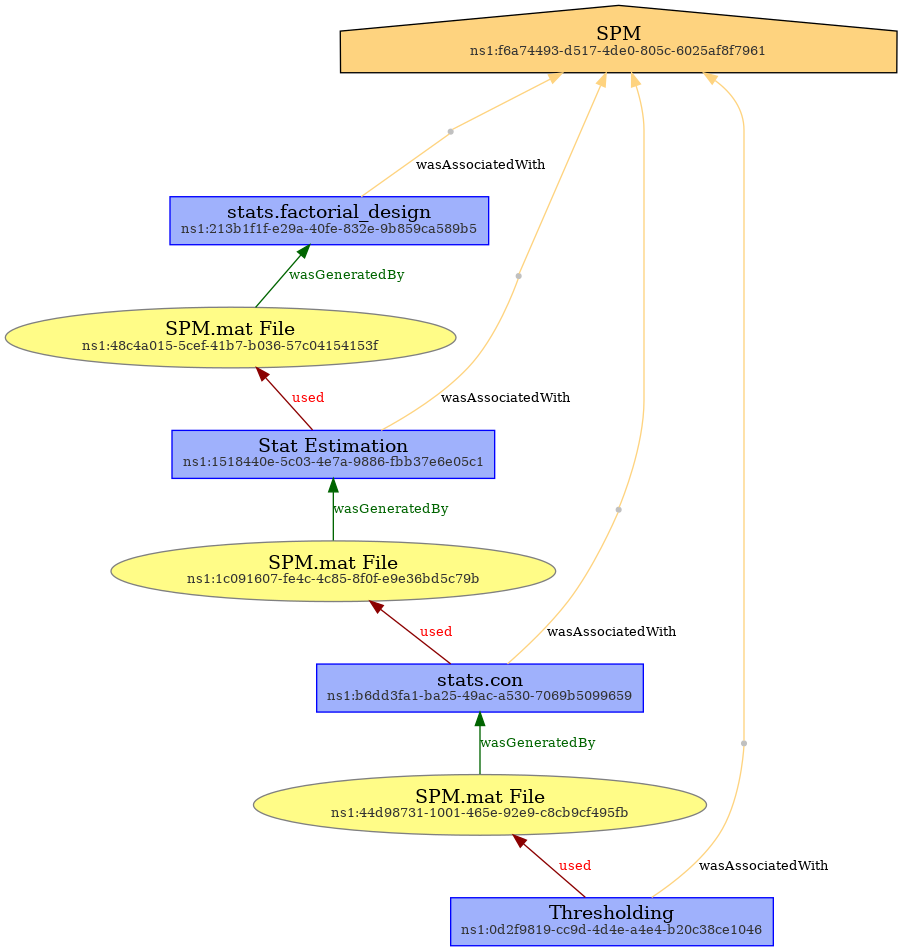 SPM
ns1:f6a74493-d517-4de0-805c-6025af8f7961
wasAssociatedWith
stats.factorial_design
ns1:213b1f1f-e29a-40fe-832e-9b859ca589b5
wasGeneratedBy
SPM.mat File
ns1:48c4a015-5cef-41b7-b036-57c04154153f
used
wasAssociatedWith
Stat Estimation
ns1:1518440e-5c03-4e7a-9886-fbb37e6e05c1
wasGeneratedBy
SPM.mat File
ns1:1c091607-fe4c-4c85-8f0f-e9e36bd5c79b
used
wasAssociatedWith
stats.con
ns1:b6dd3fa1-ba25-49ac-a530-7069b5099659
wasGeneratedBy
SPM.mat File
ns1:44d98731-1001-465e-92e9-c8cb9cf495fb
used
wasAssociatedWith
Thresholding
ns1:0d2f9819-cc9d-4d4e-a4e4-b20c38ce1046